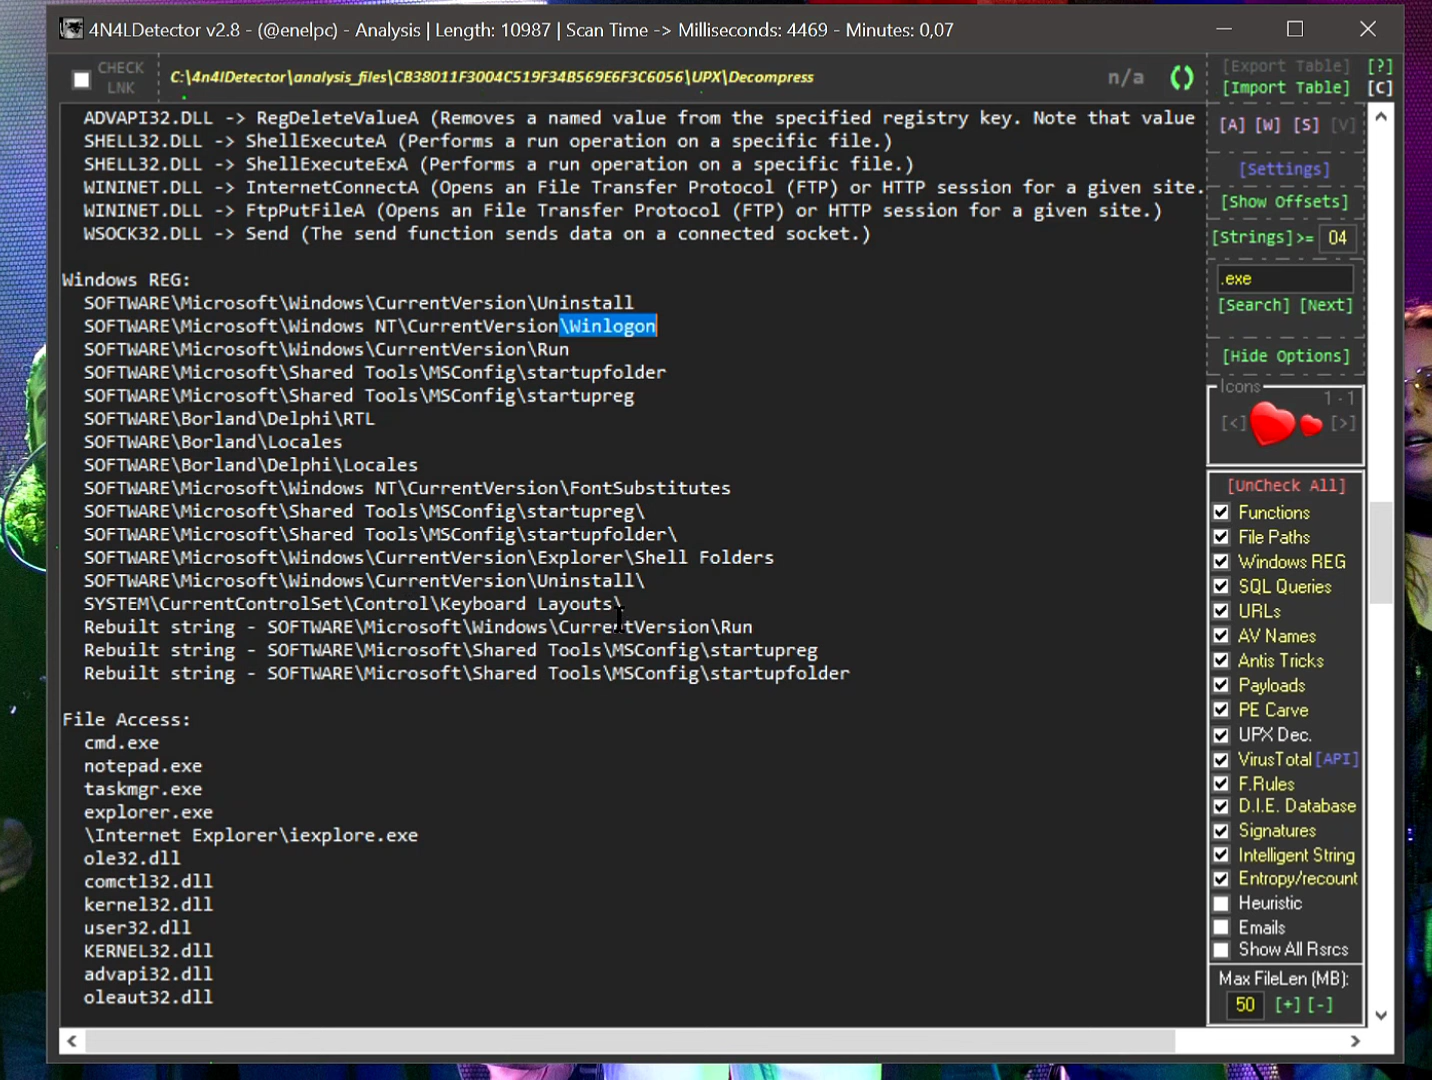 4N4LDetector v2.8 - (@enelpc) - Analysis | Length: 10987 | Scan Time -> Milliseconds: 4469 - Minutes: 0,07
CHECK LNK
C:\4n4lDetector\analysis_files\CB38011F3004C519F34B569E6F3C6056\UPX\Decompress
n/a
ADVAPI32.DLL -> RegDeleteValueA (Removes a named value from the specified registry key. Note that value
SHELL32.DLL -> ShellExecuteA (Performs a run operation on a specific file.)
SHELL32.DLL -> ShellExecuteExA (Performs a run operation on a specific file.)
WININET.DLL -> InternetConnectA (Opens an File Transfer Protocol (FTP) or HTTP session for a given site.
WININET.DLL -> FtpPutFileA (Opens an File Transfer Protocol (FTP) or HTTP session for a given site.)
WSOCK32.DLL -> Send (The send function sends data on a connected socket.)
Windows REG:
SOFTWARE\Microsoft\Windows\CurrentVersion\Uninstall
SOFTWARE\Microsoft\Windows NT\CurrentVersion\Winlogon
SOFTWARE\Microsoft\Windows\CurrentVersion\Run
SOFTWARE\Microsoft\Shared Tools\MSConfig\startupfolder
SOFTWARE\Microsoft\Shared Tools\MSConfig\startupreg
SOFTWARE\Borland\Delphi\RTL
SOFTWARE\Borland\Locales
SOFTWARE\Borland\Delphi\Locales
SOFTWARE\Microsoft\Windows NT\CurrentVersion\FontSubstitutes
SOFTWARE\Microsoft\Shared Tools\MSConfig\startupreg\
SOFTWARE\Microsoft\Shared Tools\MSConfig\startupfolder\
SOFTWARE\Microsoft\Windows\CurrentVersion\Explorer\Shell Folders
SOFTWARE\Microsoft\Windows\CurrentVersion\Uninstall\
SYSTEM\CurrentControlSet\Control\Keyboard Layouts\
Rebuilt string - SOFTWARE\Microsoft\Windows\CurrentVersion\Run
Rebuilt string - SOFTWARE\Microsoft\Shared Tools\MSConfig\startupreg
Rebuilt string - SOFTWARE\Microsoft\Shared Tools\MSConfig\startupfolder
File Access:
cmd.exe
notepad.exe
taskmgr.exe
explorer.exe
\Internet Explorer\iexplore.exe
ole32.dll
comctl32.dll
kernel32.dll
user32.dll
KERNEL32.dll
advapi32.dll
oleaut32.dll
[Export Table] [?]
[Import Table] [C]
[A] [W] [S] [V]
[Settings]
[Show Offsets]
[Strings]>= 04
.exe
[Search] [Next]
[Hide Options]
Icons
1 - 1
[<] [>]
[UnCheck All]
Functions
File Paths
Windows REG
SQL Queries
URLs
AV Names
Antis Tricks
Payloads
PE Carve
UPX Dec.
VirusTotal [API]
F.Rules
D.I.E. Database
Signatures
Intelligent String
Entropy/recount
Heuristic
Emails
Show All Rsrcs
Max FileLen (MB):
50 [+] [-]